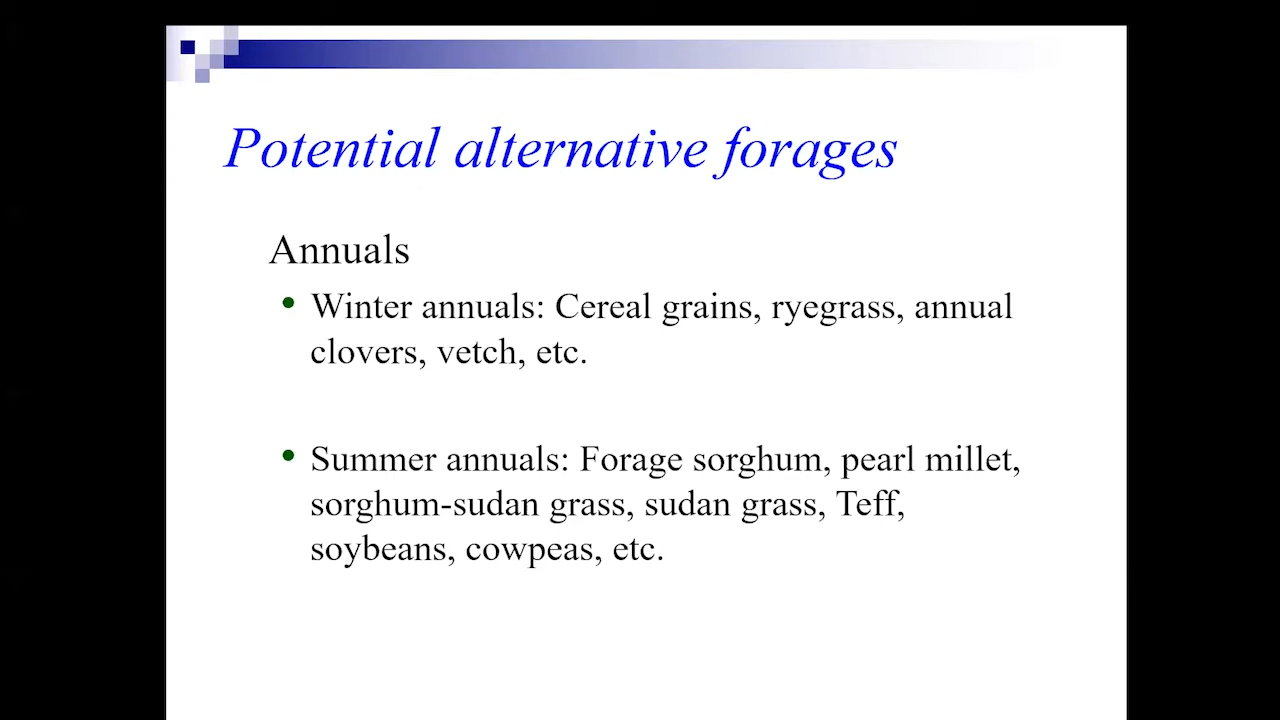 Potential alternative forages
Annuals
• Winter annuals: Cereal grains, ryegrass, annual
clovers, vetch, etc.
• Summer annuals: Forage sorghum, pearl millet,
sorghum-sudan grass, sudan grass, Teff,
soybeans, cowpeas, etc.